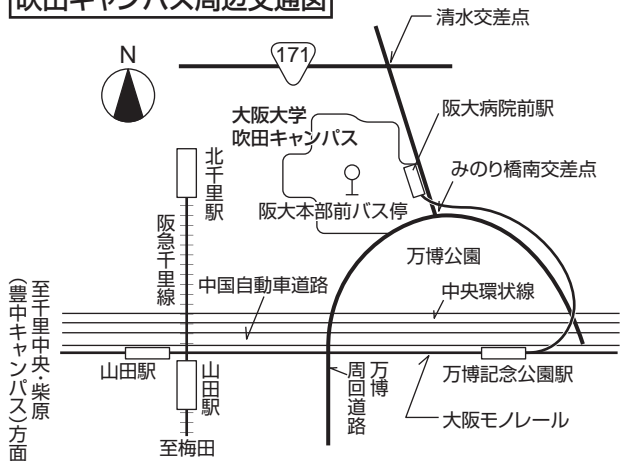 吹田キャンパス周辺交通図
清水交差点
171
N
大阪大学
吹田キャンパス
阪大病院前駅
北千里駅
みのり橋南交差点
阪大本部前バス停
阪急千里線
万博公園
中国自動車道路
中央環状線
至千里中央・柴原
(豊中キャンパス)方面
山田駅
山田駅
万博
周回道路
万博記念公園駅
大阪モノレール
至梅田